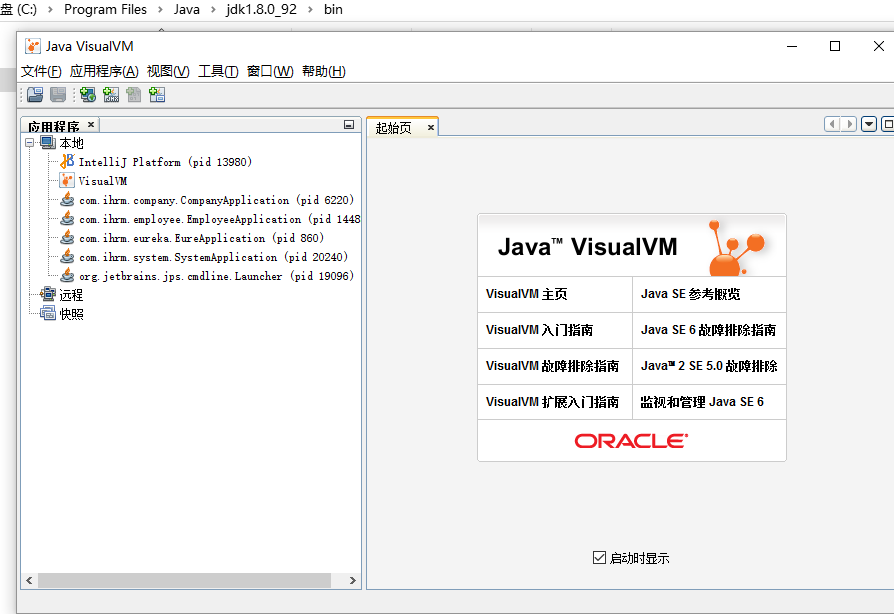 盘 (C:) › Program Files › Java › jdk1.8.0_92 › bin
Java VisualVM
文件(F) 应用程序(A) 视图(V) 工具(T) 窗口(W) 帮助(H)
应用程序
本地
IntelliJ Platform (pid 13980)
VisualVM
com.ihrm.company.CompanyApplication (pid 6220)
com.ihrm.employee.EmployeeApplication (pid 1448
com.ihrm.eureka.EureApplication (pid 860)
com.ihrm.system.SystemApplication (pid 20240)
org.jetbrains.jps.cmdline.Launcher (pid 19096)
远程
快照
起始页
Java™ VisualVM
VisualVM 主页
Java SE 参考概览
VisualVM 入门指南
Java SE 6 故障排除指南
VisualVM 故障排除指南
Java™ 2 SE 5.0 故障排除
VisualVM 扩展入门指南
监视和管理 Java SE 6
ORACLE
启动时显示